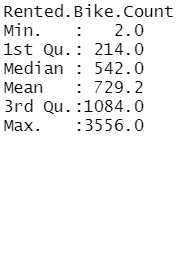 Rented.Bike.Count
Min.   :   2.0
1st Qu.: 214.0
Median : 542.0
Mean   : 729.2
3rd Qu.:1084.0
Max.   :3556.0